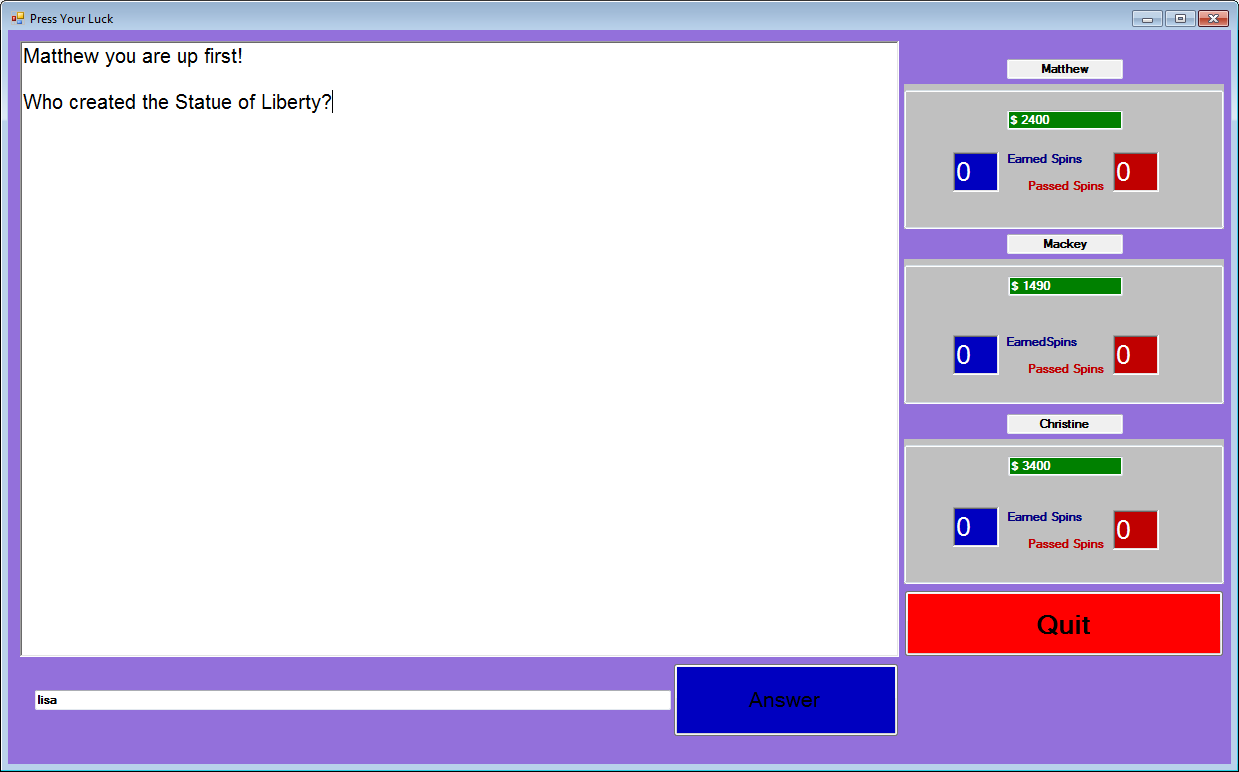 Press Your Luck
Matthew you are up first!
Who created the Statue of Liberty?
lisa
Answer
Matthew
$ 2400
0
Earned Spins
Passed Spins
0
Mackey
$ 1490
0
EarnedSpins
Passed Spins
0
Christine
$ 3400
0
Earned Spins
Passed Spins
0
Quit